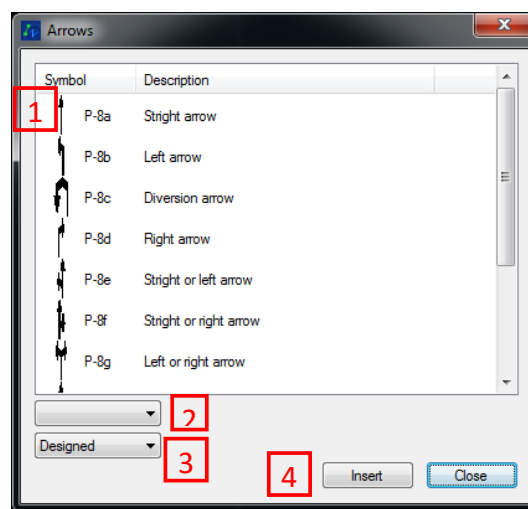 Arrows
Symbol Description
1
P-8a Stright arrow
P-8b Left arrow
P-8c Diversion arrow
P-8d Right arrow
P-8e Stright or left arrow
P-8f Stright or right arrow
P-8g Left or right arrow
2
Designed
3
4
Insert Close